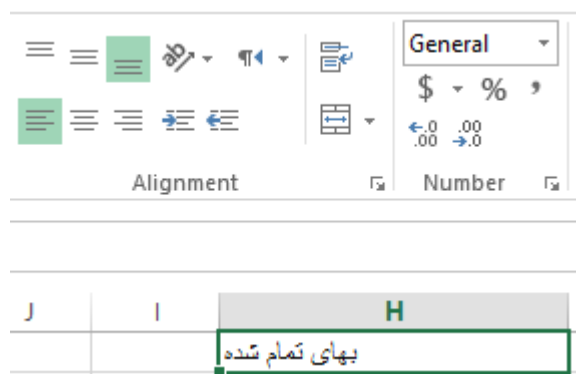 General
$ %
Alignment
Number
J I H
بهای تمام شده